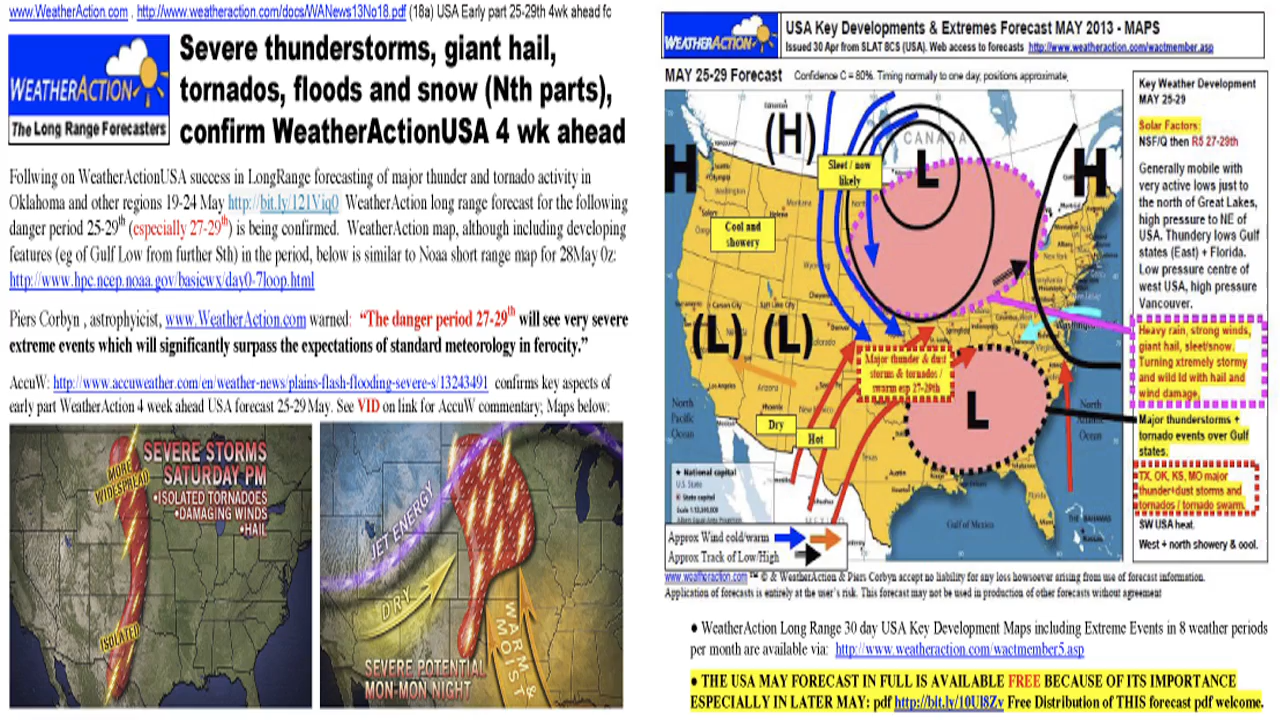 www.WeatherAction.com , http://www.weatheraction.com/docs/WANews13No18.pdf (18a) USA Early part 25-29th 4wk ahead fc
WEATHERACTION
The Long Range Forecasters
Severe thunderstorms, giant hail,
tornados, floods and snow (Nth parts),
confirm WeatherActionUSA 4 wk ahead
Follwing on WeatherActionUSA success in LongRange forecasting of major thunder and tornado activity in
Oklahoma and other regions 19-24 May http://bit.ly/121Viq0 WeatherAction long range forecast for the following
danger period 25-29th (especially 27-29th) is being confirmed. WeatherAction map, although including developing
features (eg of Gulf Low from further Sth) in the period, below is similar to Noaa short range map for 28May 0z:
http://www.hpc.ncep.noaa.gov/basicwx/day0-7loop.html
Piers Corbyn , astrophyicist, www.WeatherAction.com warned: “The danger period 27-29th will see very severe
extreme events which will significantly surpass the expectations of standard meteorology in ferocity.”
AccuW: http://www.accuweather.com/en/weather-news/plains-flash-flooding-severe-s/13243491 confirms key aspects of
early part WeatherAction 4 week ahead USA forecast 25-29 May. See VID on link for AccuW commentary; Maps below:
SEVERE STORMS
SATURDAY PM
•ISOLATED TORNADOES
•DAMAGING WINDS
•HAIL
MORE
WIDESPREAD
ISOLATED
JET ENERGY
DRY
WARM &
MOIST
SEVERE POTENTIAL
MON-MON NIGHT
WEATHERACTION
USA Key Developments & Extremes Forecast MAY 2013 - MAPS
Issued 30 Apr from SLAT 8CS (USA). Web access to forecasts http://www.weatheraction.com/wactmember.asp
MAY 25-29 Forecast Confidence C = 80%. Timing normally to one day, positions approximate,
H
(H)
CANADA
L
H
Sleet / now
likely
Cool and
showery
(L)
(L)
Major thunder & dust
storms & tornados /
swarm esp 27-29th
L
Dry
Hot
North
Pacific
Ocean
Gulf of Mexico
National capital
State capital
Arizona
Texas
Florida
Washington
Approx Wind cold/warm
Approx Track of Low/High
Key Weather Development
MAY 25-29
Solar Factors:
NSF/Q then R5 27-29th
Generally mobile with
very active lows just to
the north of Great Lakes,
high pressure to NE of
USA. Thundery lows Gulf
states (East) + Florida.
Low pressure centre of
west USA, high pressure
Vancouver.
Heavy rain, strong winds,
giant hail, sleet/snow.
Turning xtremely stormy
and wild ld with hail and
wind damage.
Major thunderstorms +
tornado events over Gulf
states.
TX, OK, KS, MO major
thunder+dust storms and
tornados / tornado swarm.
SW USA heat.
West + north showery & cool.
www.weatheraction.com ™ © & WeatherAction & Piers Corbyn accept no liability for any loss howsoever arising from use of forecast information.
Application of forecasts is entirely at the user's risk. This forecast may not be used in production of other forecasts without agreement
● WeatherAction Long Range 30 day USA Key Development Maps including Extreme Events in 8 weather periods
per month are available via: http://www.weatheraction.com/wactmember5.asp
● THE USA MAY FORECAST IN FULL IS AVAILABLE FREE BECAUSE OF ITS IMPORTANCE
ESPECIALLY IN LATER MAY: pdf http://bit.ly/10Ul8Zv Free Distribution of THIS forecast pdf welcome.